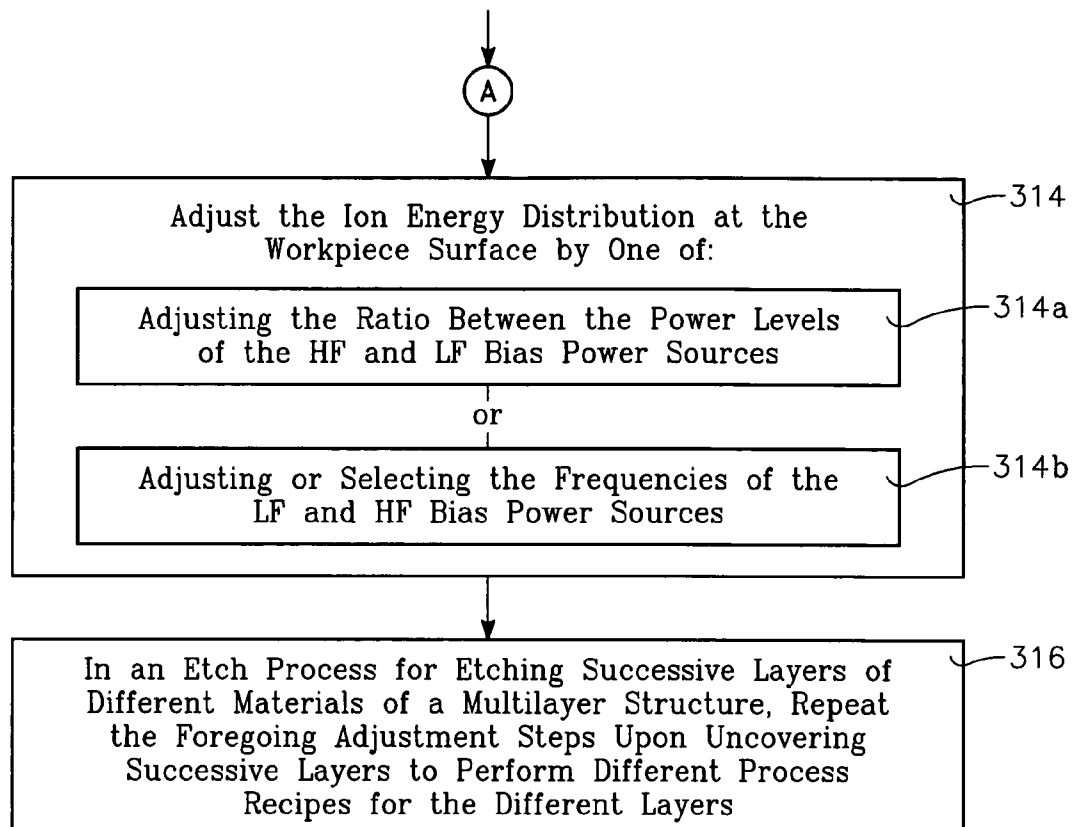 A
314
Adjust the Ion Energy Distribution at the
Workpiece Surface by One of:
314a
Adjusting the Ratio Between the Power Levels
of the HF and LF Bias Power Sources
or
314b
Adjusting or Selecting the Frequencies of the
LF and HF Bias Power Sources
316
In an Etch Process for Etching Successive Layers of
Different Materials of a Multilayer Structure, Repeat
the Foregoing Adjustment Steps Upon Uncovering
Successive Layers to Perform Different Process
Recipes for the Different Layers